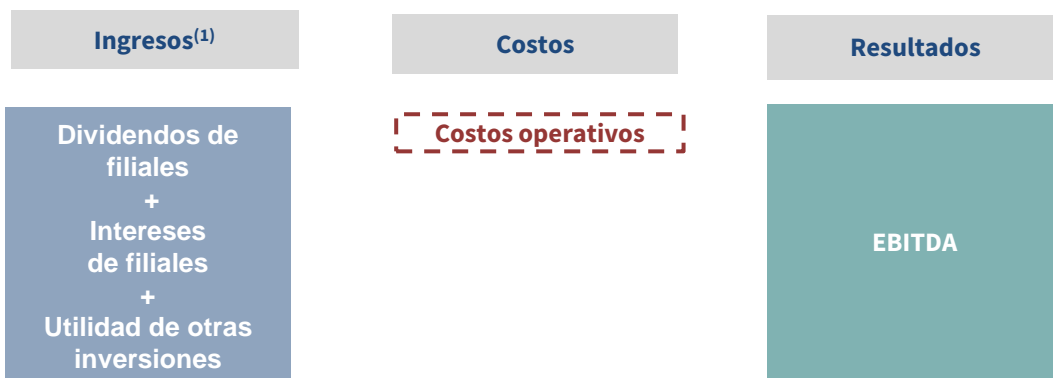 Ingresos(1)
Costos
Resultados
Dividendos de
filiales
+
Intereses
de filiales
+
Utilidad de otras
inversiones
Costos operativos
EBITDA